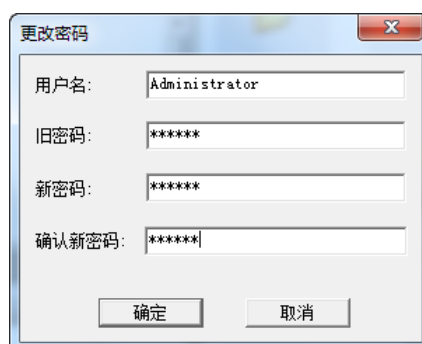 更改密码
用户名: Administrator
旧密码: ******
新密码: ******
确认新密码: ******
确定 取消